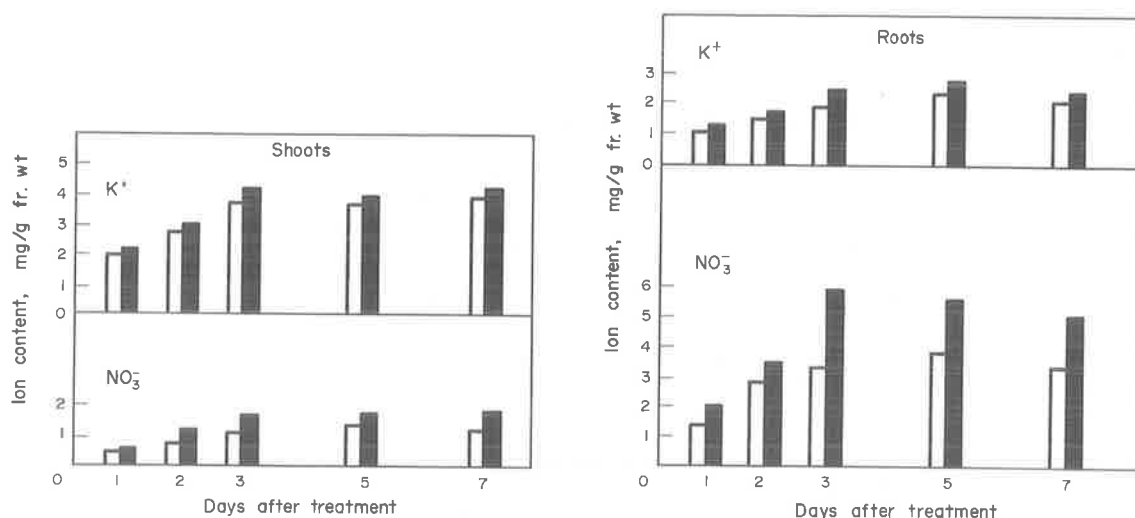 Shoots
Ion content, mg/g fr. wt
5
4
3
2
1
0
K⁺
2
1
0
NO₃⁻
1 2 3 5 7
Days after treatment
Roots
Ion content, mg/g fr. wt
K⁺
3
2
1
0
NO₃⁻
6
5
4
3
2
1
0
1 2 3 5 7
Days after treatment